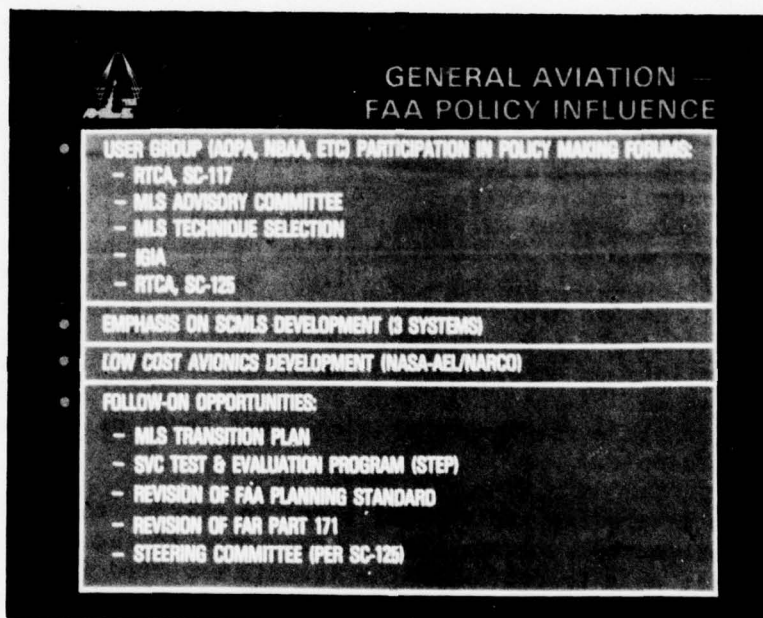 GENERAL AVIATION —
FAA POLICY INFLUENCE
• USER GROUP (AOPA, NBAA, ETC) PARTICIPATION IN POLICY MAKING FORUMS:
– RTCA, SC-117
– MLS ADVISORY COMMITTEE
– MLS TECHNIQUE SELECTION
– IGIA
– RTCA, SC-125
• EMPHASIS ON SCMLS DEVELOPMENT (3 SYSTEMS)
• LOW COST AVIONICS DEVELOPMENT (NASA-AEL/NARCO)
• FOLLOW-ON OPPORTUNITIES:
– MLS TRANSITION PLAN
– SVC TEST & EVALUATION PROGRAM (STEP)
– REVISION OF FAA PLANNING STANDARD
– REVISION OF FAR PART 171
– STEERING COMMITTEE (PER SC-125)